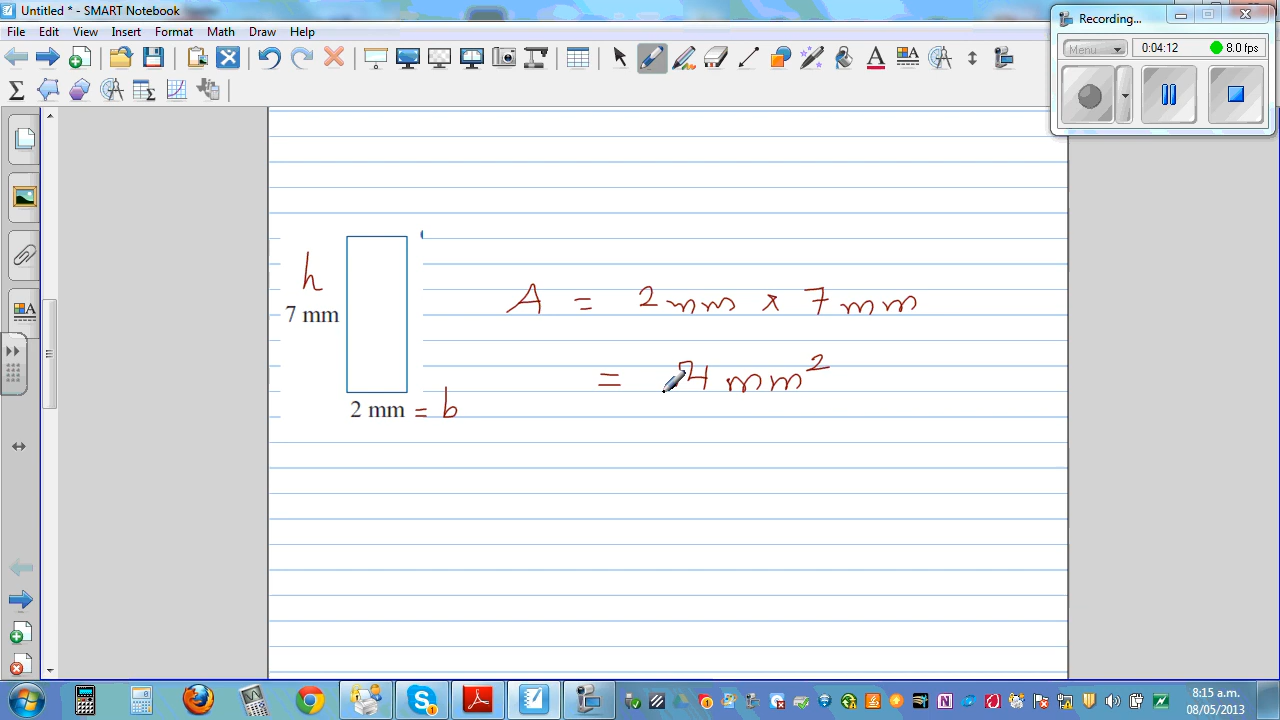 Untitled * - SMART Notebook
File Edit View Insert Format Math Draw Help
Recording...
Menu 0:04:12 8.0 fps
h
7 mm
2 mm = b
A = 2 mm × 7 mm
= 4 mm²
8:15 a.m.
08/05/2013